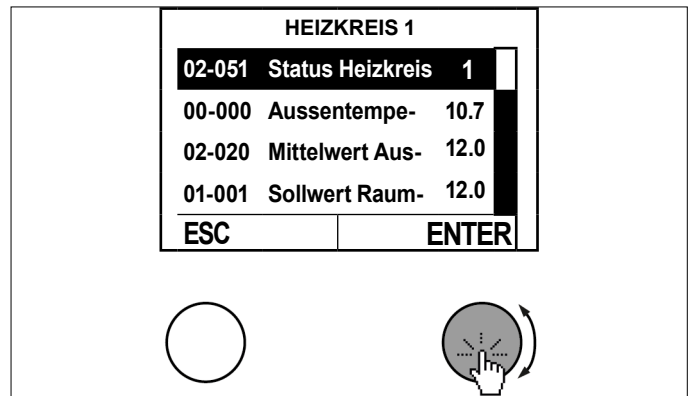 HEIZKREIS 1
02-051 Status Heizkreis 1
00-000 Aussentempe- 10.7
02-020 Mittelwert Aus- 12.0
01-001 Sollwert Raum- 12.0
ESC ENTER